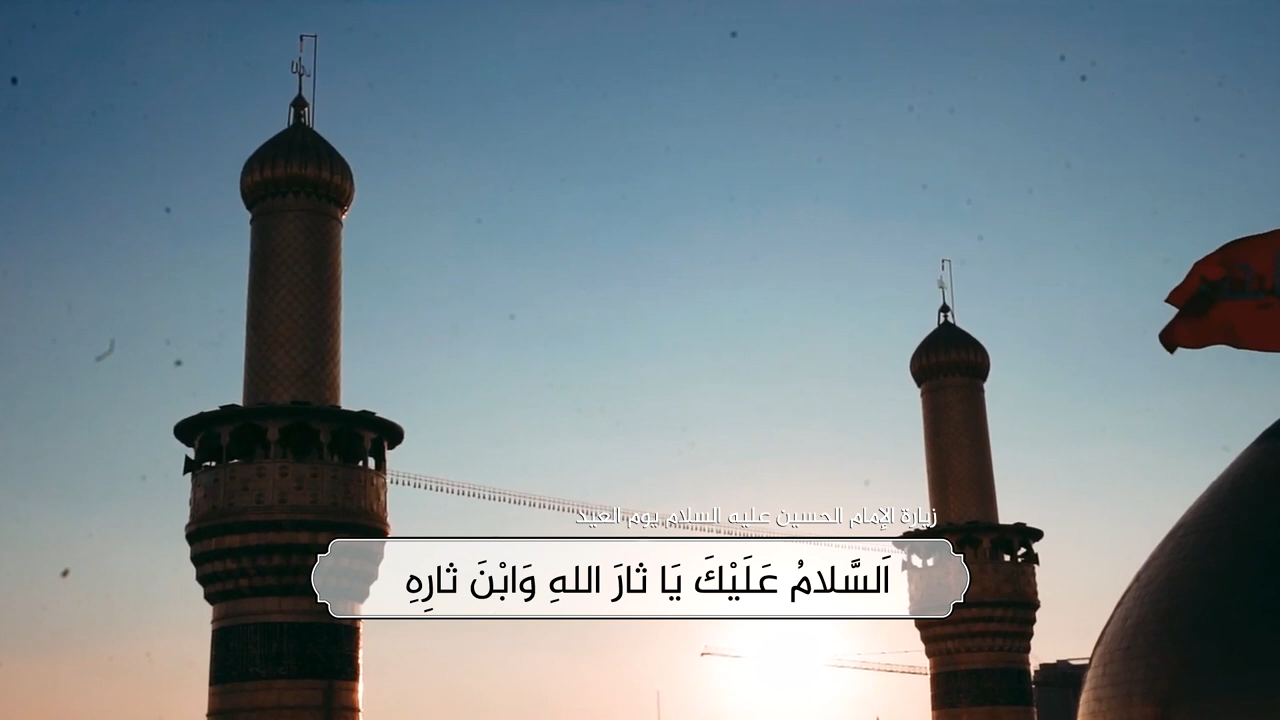 زيارة الإمام الحسين عليه السلام يوم العيد
اَلسَّلامُ عَلَيْكَ يَا ثارَ اللهِ وَابْنَ ثارِهِ